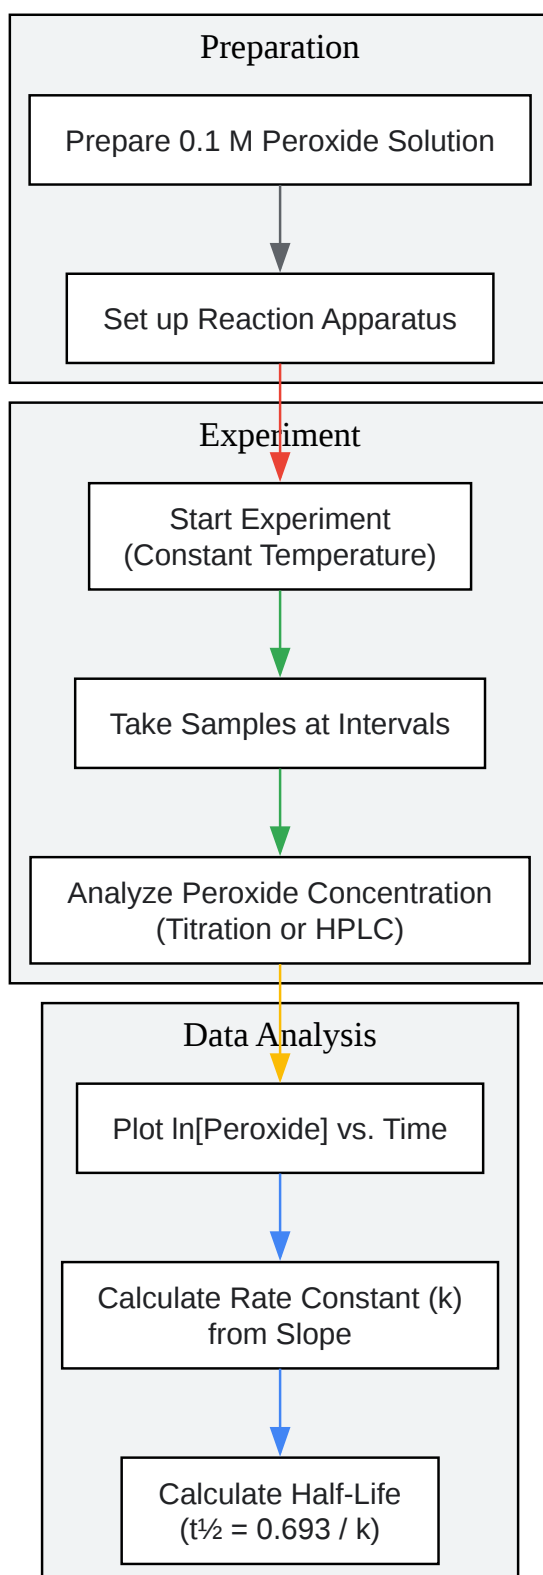 Preparation
Prepare 0.1 M Peroxide Solution
Set up Reaction Apparatus
Experiment
Start Experiment
(Constant Temperature)
Take Samples at Intervals
Analyze Peroxide Concentration
(Titration or HPLC)
Data Analysis
Plot ln[Peroxide] vs. Time
Calculate Rate Constant (k)
from Slope
Calculate Half-Life
(t½ = 0.693 / k)